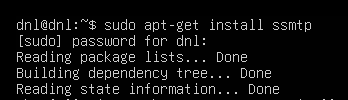 dnl@dnl:~$ sudo apt-get install ssmtp
[sudo] password for dnl:
Reading package lists... Done
Building dependency tree... Done
Reading state information... Done